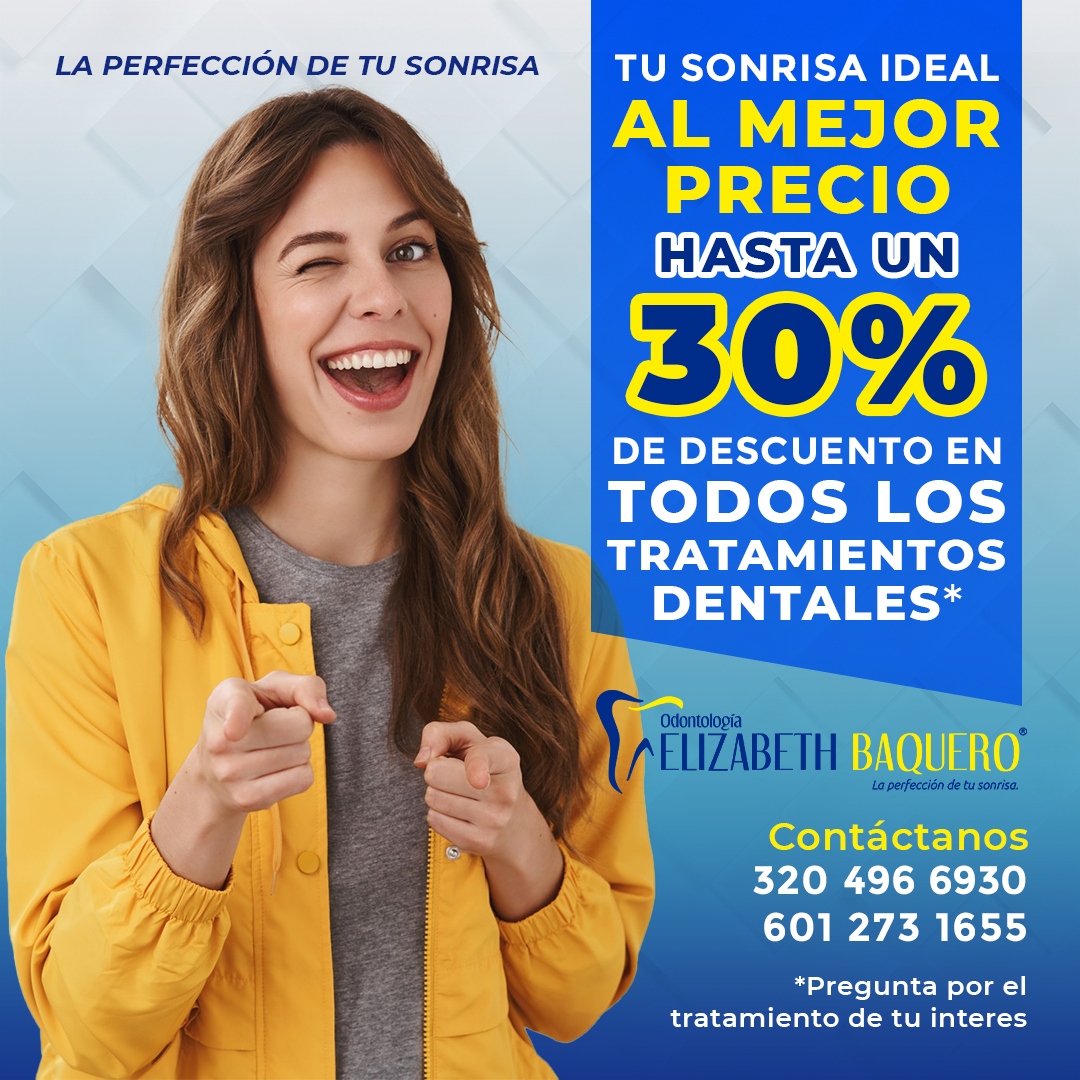 LA PERFECCIÓN DE TU SONRISA
TU SONRISA IDEAL
AL MEJOR
PRECIO
HASTA UN
30%
DE DESCUENTO EN
TODOS LOS
TRATAMIENTOS
DENTALES*
Odontología
ELIZABETH BAQUERO®
La perfección de tu sonrisa.
Contáctanos
320 496 6930
601 273 1655
*Pregunta por el
tratamiento de tu interes